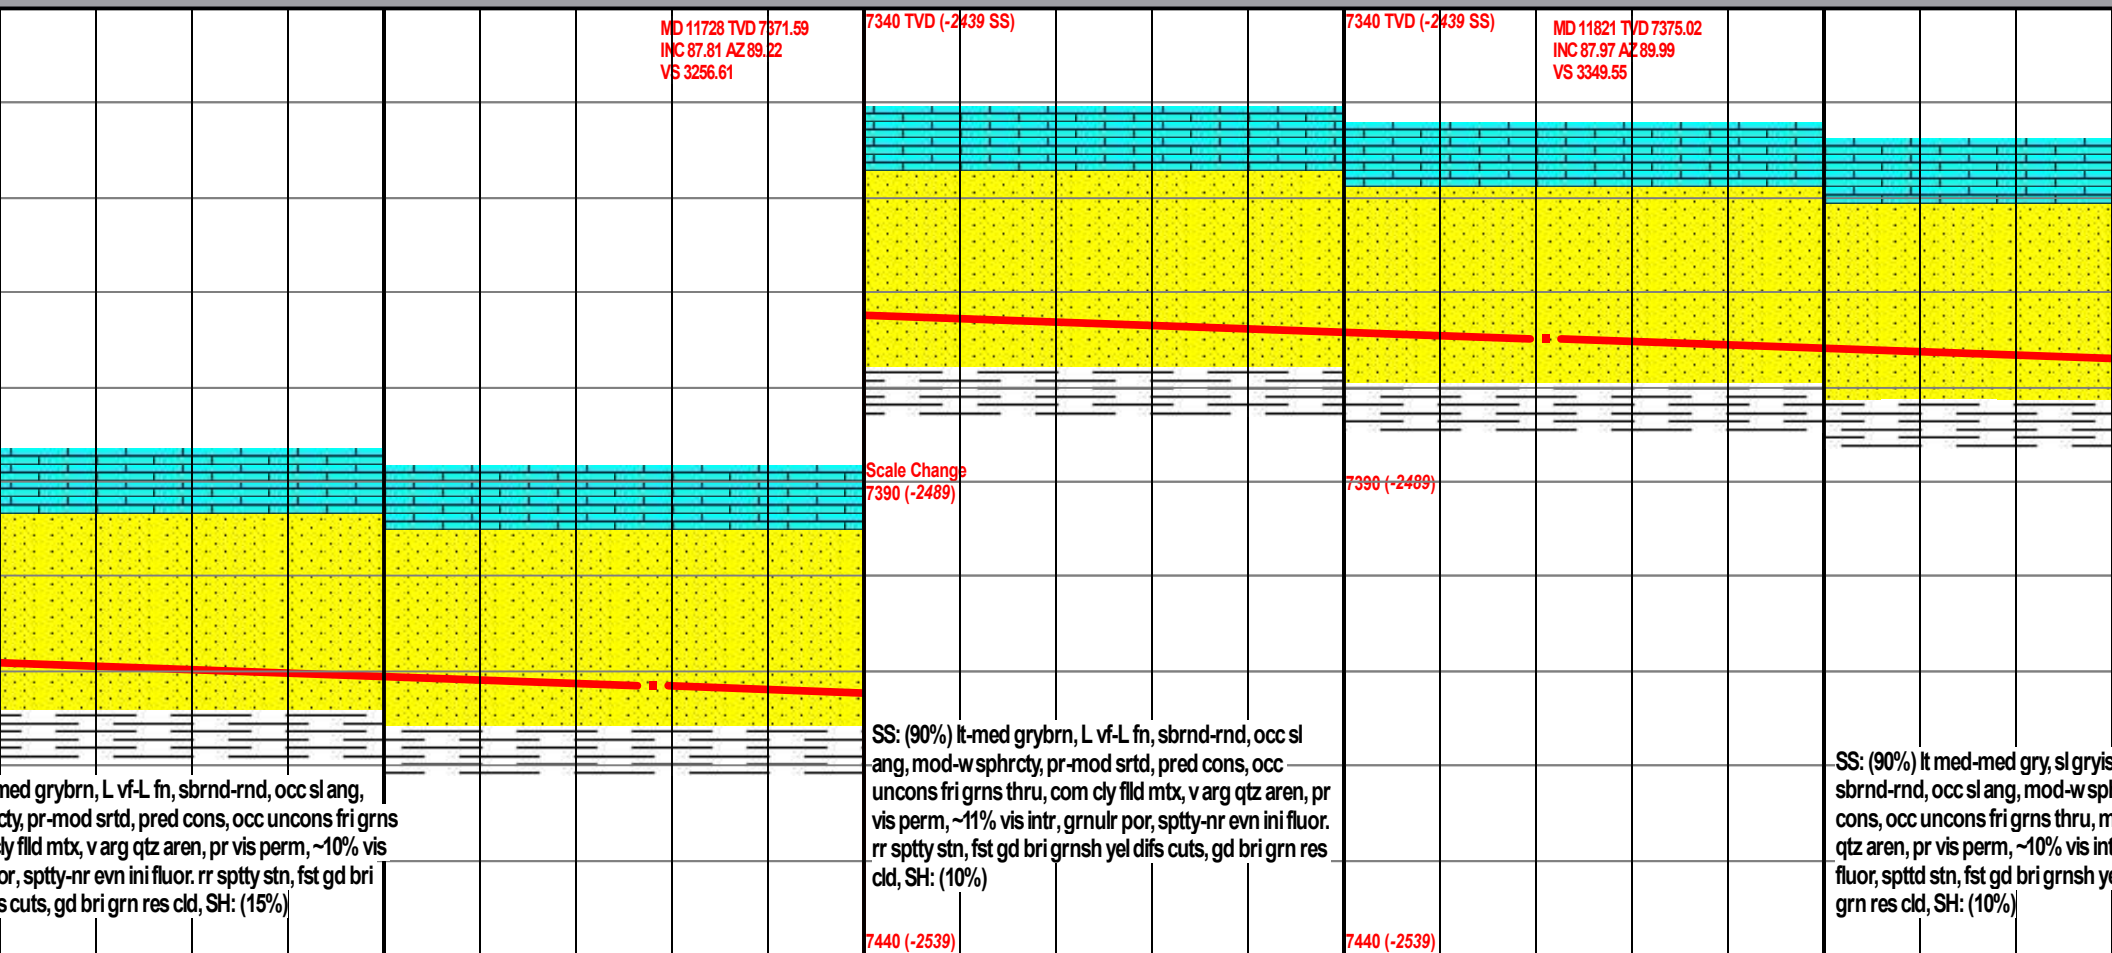 MD 11728 TVD 7371.59
INC 87.81 AZ 89.22
VS 3256.61
7340 TVD (-2439 SS)
7340 TVD (-2439 SS)
MD 11821 TVD 7375.02
INC 87.97 AZ 89.99
VS 3349.55
Scale Change
7390 (-2489)
7390 (-2489)
med grybrn, L vf-L fn, sbrnd-rnd, occ sl ang,
cty, pr-mod srtd, pred cons, occ uncons fri grns
ly flld mtx, v arg qtz aren, pr vis perm, ~10% vis
or, sptty-nr evn ini fluor. rr sptty stn, fst gd bri
s cuts, gd bri grn res cld, SH: (15%)
SS: (90%) lt-med grybrn, L vf-L fn, sbrnd-rnd, occ sl
ang, mod-w sphrcty, pr-mod srtd, pred cons, occ
uncons fri grns thru, com cly flld mtx, v arg qtz aren, pr
vis perm, ~11% vis intr, grnulr por, sptty-nr evn ini fluor.
rr sptty stn, fst gd bri grnsh yel difs cuts, gd bri grn res
cld, SH: (10%)
SS: (90%) lt med-med gry, sl gryis
sbrnd-rnd, occ sl ang, mod-w sph
cons, occ uncons fri grns thru, m
qtz aren, pr vis perm, ~10% vis int
fluor, spttd stn, fst gd bri grnsh ye
grn res cld, SH: (10%)
7440 (-2539)
7440 (-2539)